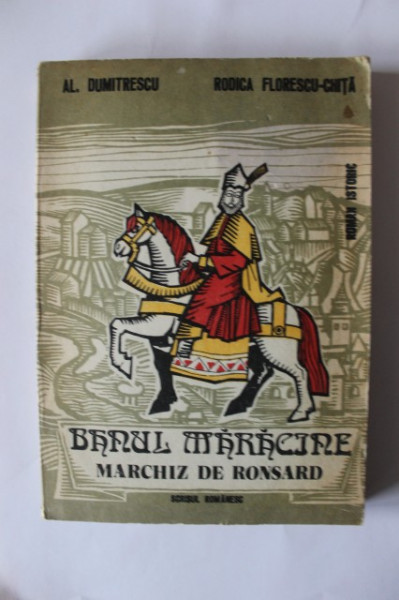 AL. DUMITRESCU RODICA FLORESCU-GHIȚĂ
ROMAN ISTORIC
BANUL MĂRĂCINE
MARCHIZ DE RONSARD
SCRISUL ROMÂNESC